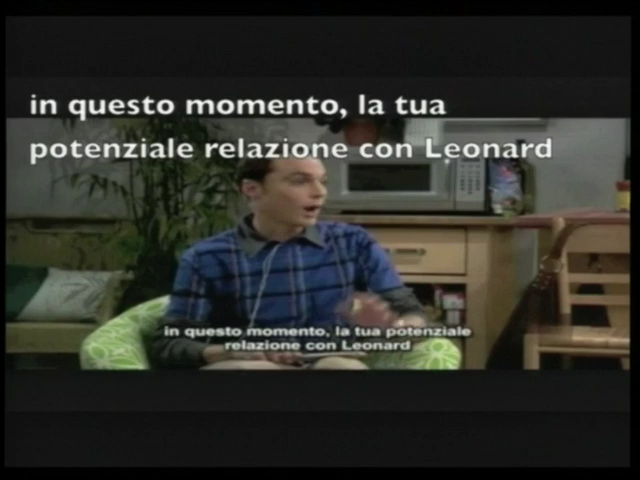 in questo momento, la tua
potenziale relazione con Leonard
in questo momento, la tua potenziale
relazione con Leonard